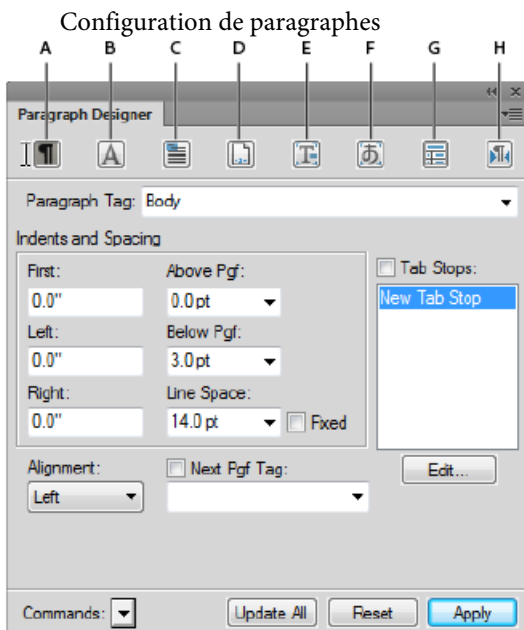 Configuration de paragraphes
A B C D E F G H
Paragraph Designer
Paragraph Tag: Body
Indents and Spacing
First: Above Pgf: Tab Stops:
0.0" 0.0 pt New Tab Stop
Left: Below Pgf:
0.0" 3.0 pt
Right: Line Space:
0.0" 14.0 pt Fixed
Alignment: Next Pgf Tag: Edit...
Left
Commands: Update All Reset Apply